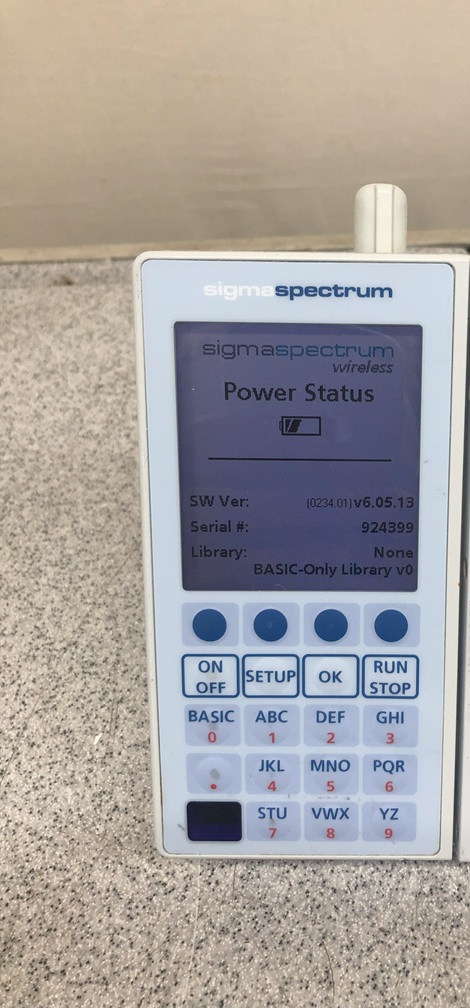 sigmaspectrum
sigmaspectrum
wireless
Power Status
SW Ver: (0234.01)v6.05.13
Serial #: 924399
Library: None
BASIC-Only Library v0
ON OFF
SETUP
OK
RUN STOP
BASIC ABC DEF GHI
0 1 2 3
JKL MNO PQR
. 4 5 6
STU VWX YZ
7 8 9